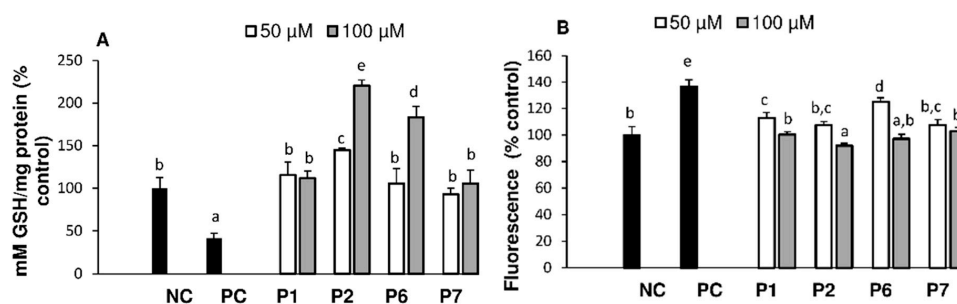 A
□ 50 µM ■ 100 µM
mM GSH/mg protein (%
control)
250
200
150
100
50
0
b
a
b
b
c
e
b
d
b
b
NC PC P1 P2 P6 P7
B
□ 50 µM ■ 100 µM
Fluorescence (% control)
160
140
120
100
80
60
40
20
0
b
e
c
b
b,c
a
d
a,b
b,c
b
NC PC P1 P2 P6 P7